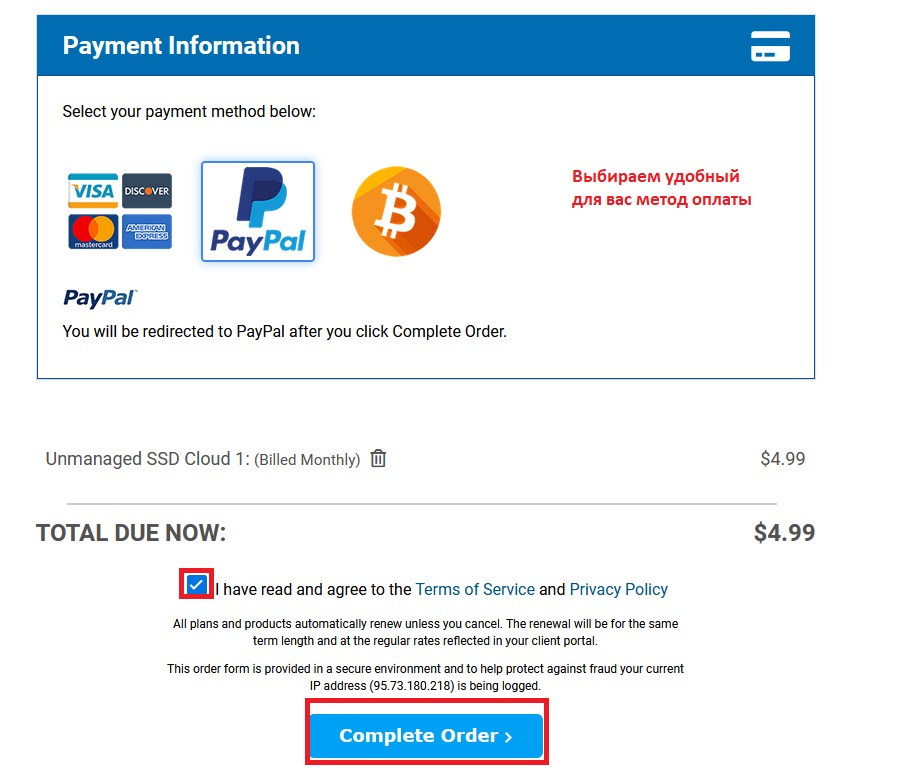 Payment Information
Select your payment method below:
VISA
DISCOVER
mastercard
AMERICAN
EXPRESS
PayPal
Выбираем удобный
для вас метод оплаты
PayPal
You will be redirected to PayPal after you click Complete Order.
Unmanaged SSD Cloud 1: (Billed Monthly) $4.99
TOTAL DUE NOW: $4.99
I have read and agree to the Terms of Service and Privacy Policy
All plans and products automatically renew unless you cancel. The renewal will be for the same
term length and at the regular rates reflected in your client portal.
This order form is provided in a secure environment and to help protect against fraud your current
IP address (95.73.180.218) is being logged.
Complete Order ›